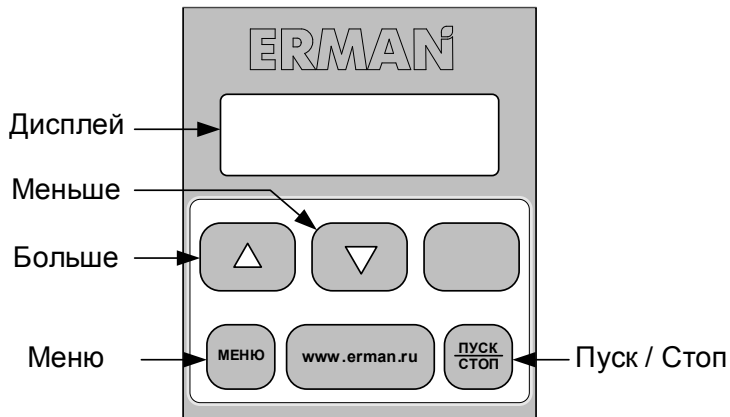 ERMAN
Дисплей
Меньше
Больше
Меню
МЕНЮ
www.erman.ru
ПУСК
СТОП
Пуск / Стоп